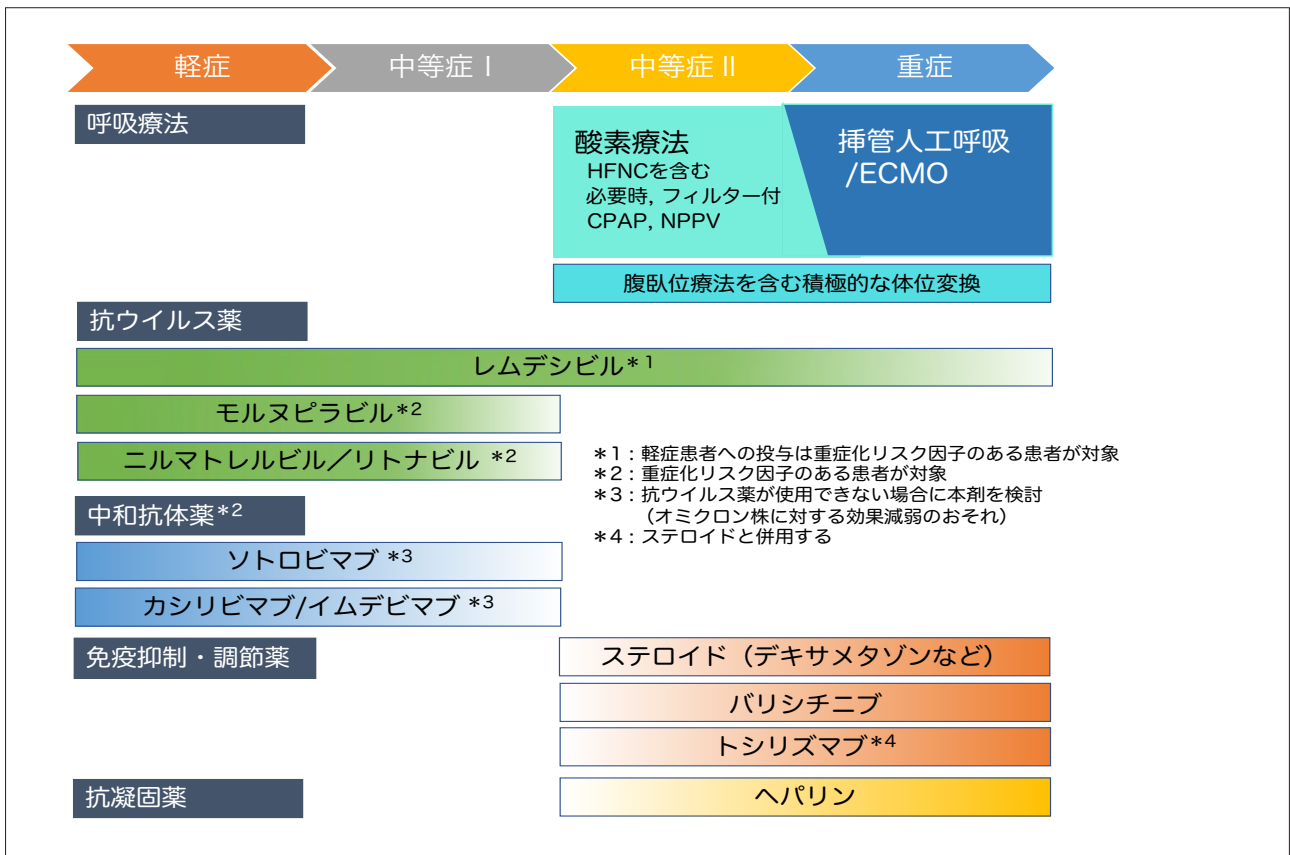 軽症
中等症Ⅰ
中等症Ⅱ
重症
呼吸療法
酸素療法
HFNCを含む
必要時, フィルター付
CPAP, NPPV
挿管人工呼吸
/ECMO
腹臥位療法を含む積極的な体位変換
抗ウイルス薬
レムデシビル*1
モルヌピラビル*2
ニルマトレルビル／リトナビル *2
*1：軽症患者への投与は重症化リスク因子のある患者が対象
*2：重症化リスク因子のある患者が対象
*3：抗ウイルス薬が使用できない場合に本剤を検討
（オミクロン株に対する効果減弱のおそれ）
*4：ステロイドと併用する
中和抗体薬*2
ソトロビマブ *3
カシリビマブ/イムデビマブ *3
免疫抑制・調節薬
ステロイド（デキサメタゾンなど）
バリシチニブ
トシリズマブ*4
抗凝固薬
ヘパリン